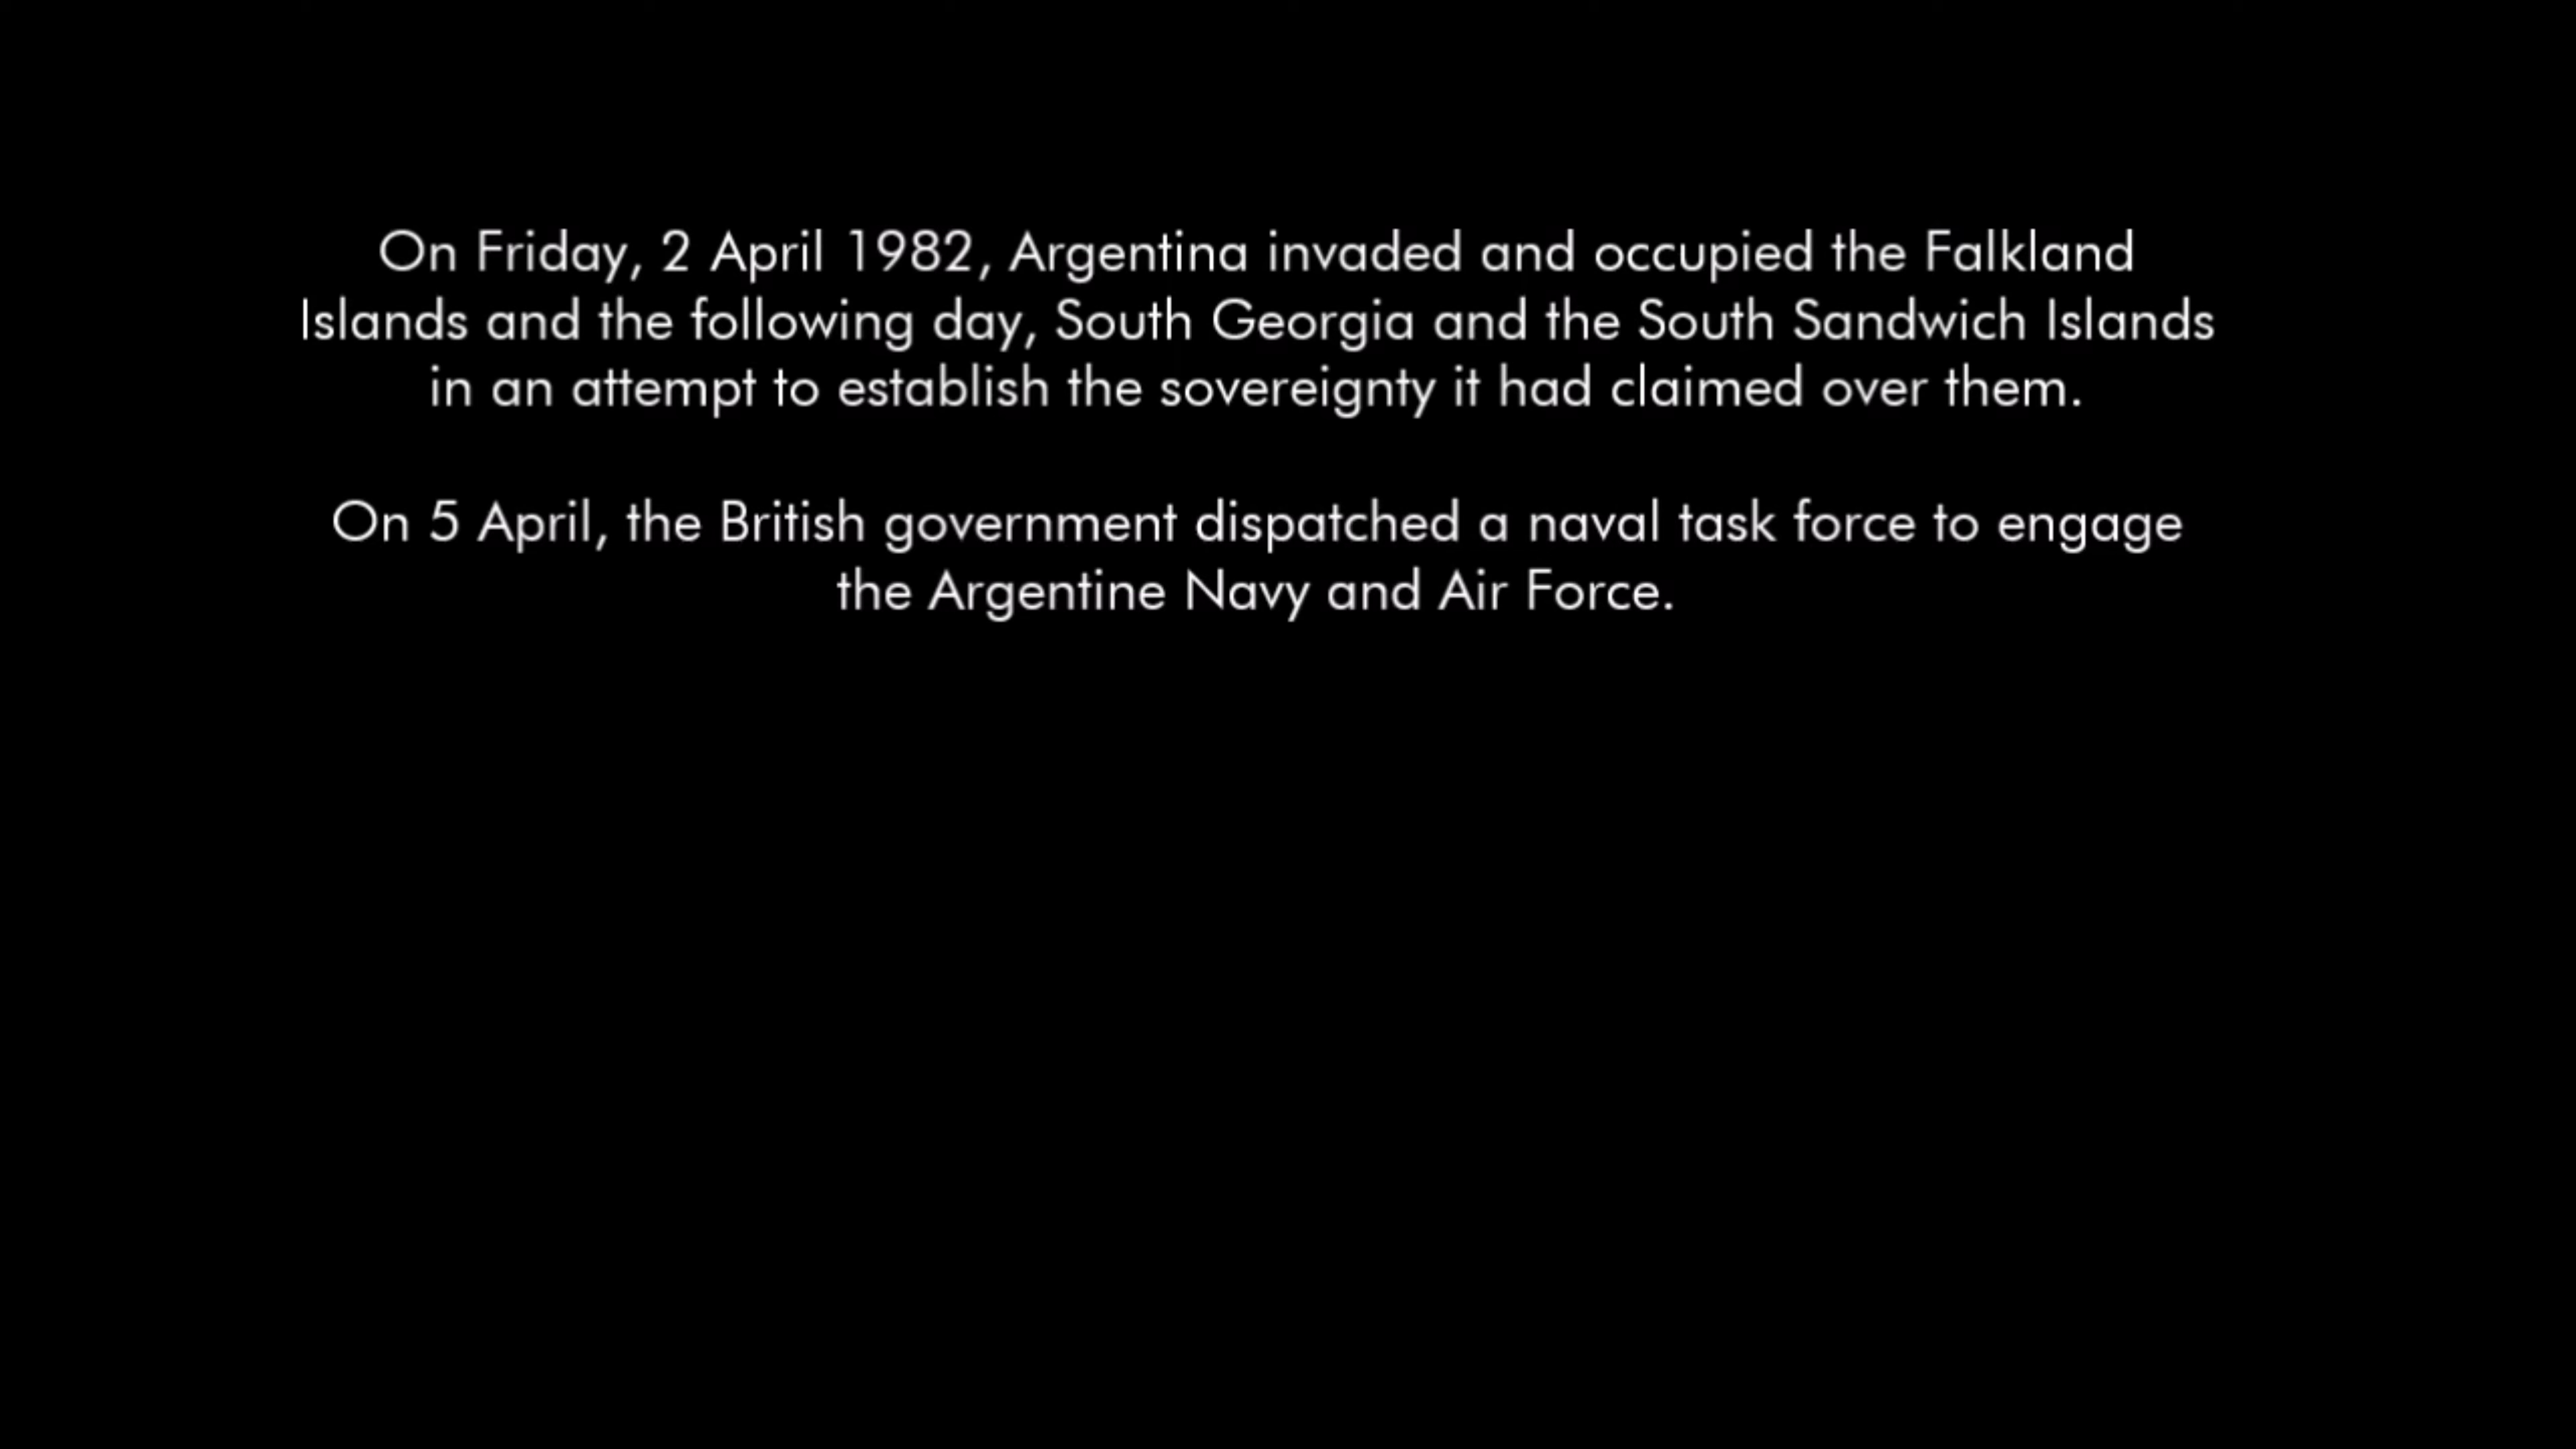 On Friday, 2 April 1982, Argentina invaded and occupied the Falkland
Islands and the following day, South Georgia and the South Sandwich Islands
in an attempt to establish the sovereignty it had claimed over them.
On 5 April, the British government dispatched a naval task force to engage
the Argentine Navy and Air Force.